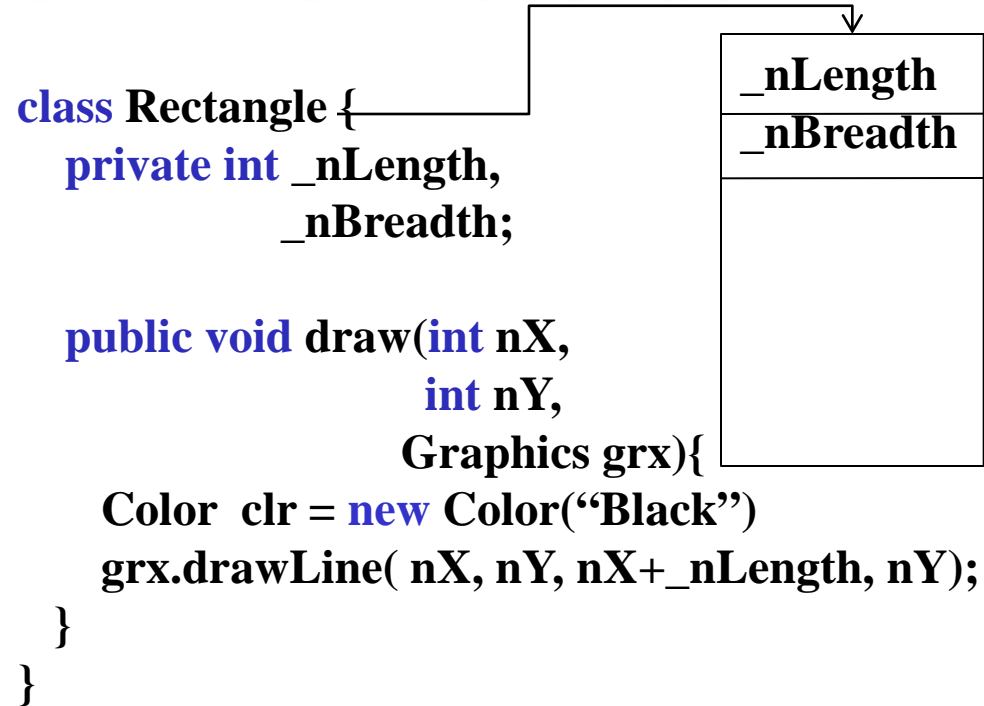 class Rectangle {
private int _nLength,
_nBreadth;
public void draw(int nX,
int nY,
Graphics grx){
Color clr = new Color(“Black”)
grx.drawLine( nX, nY, nX+_nLength, nY);
}
}
_nLength
_nBreadth